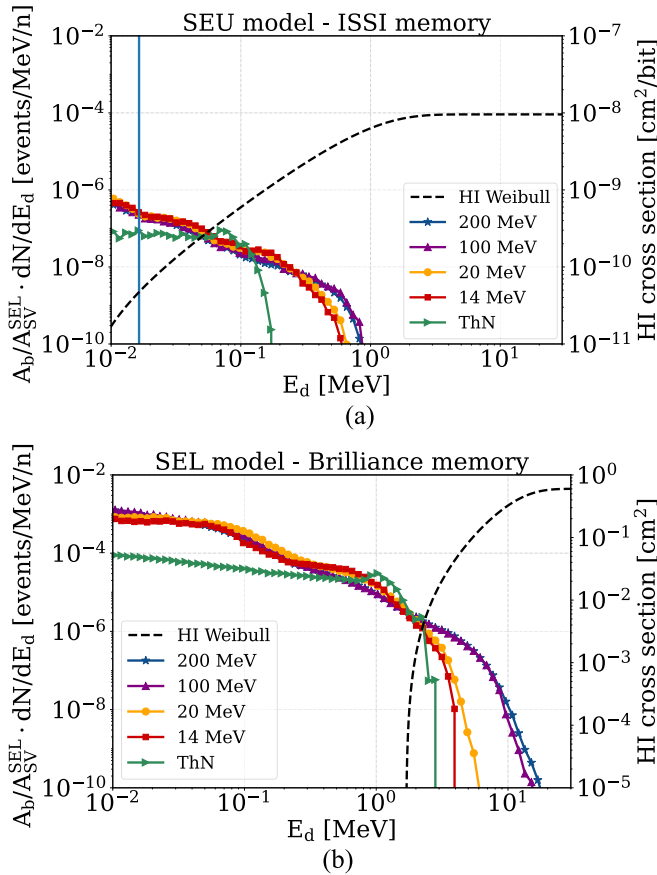 SEU model - ISSI memory
A_b/A_SV^SEL · dN/dE_d [events/MeV/n]
10^-2
10^-4
10^-6
10^-8
10^-10
HI Weibull
200 MeV
100 MeV
20 MeV
14 MeV
ThN
10^-7
10^-8
10^-9
10^-10
10^-11
HI cross section [cm^2/bit]
10^-2 10^-1 10^0 10^1
E_d [MeV]
(a)
SEL model - Brilliance memory
A_b/A_SV^SEL · dN/dE_d [events/MeV/n]
10^-2
10^-4
10^-6
10^-8
10^-10
HI Weibull
200 MeV
100 MeV
20 MeV
14 MeV
ThN
10^0
10^-1
10^-2
10^-3
10^-4
10^-5
HI cross section [cm^2]
10^-2 10^-1 10^0 10^1
E_d [MeV]
(b)